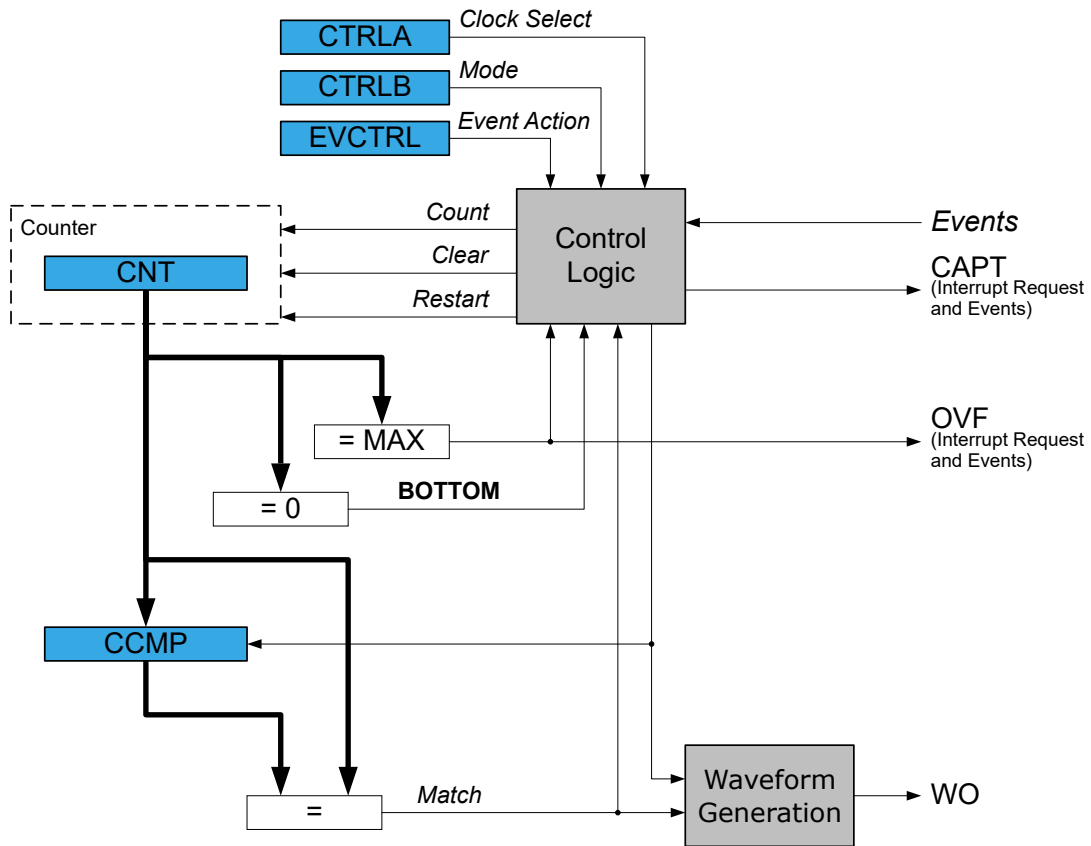 CTRLA
Clock Select
CTRLB
Mode
EVCTRL
Event Action
Counter
CNT
Count
Clear
Restart
Control
Logic
Events
CAPT
(Interrupt Request
and Events)
= MAX
OVF
(Interrupt Request
and Events)
= 0
BOTTOM
CCMP
=
Match
Waveform
Generation
WO